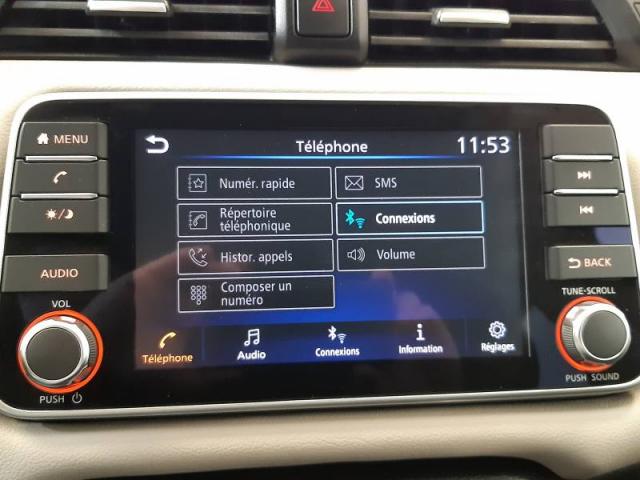 MENU
Téléphone
11:53
Numér. rapide
SMS
Répertoire
téléphonique
Connexions
Histor. appels
Volume
Composer un
numéro
Téléphone
Audio
Connexions
Information
Réglages
AUDIO
VOL
PUSH
BACK
TUNE·SCROLL
PUSH SOUND